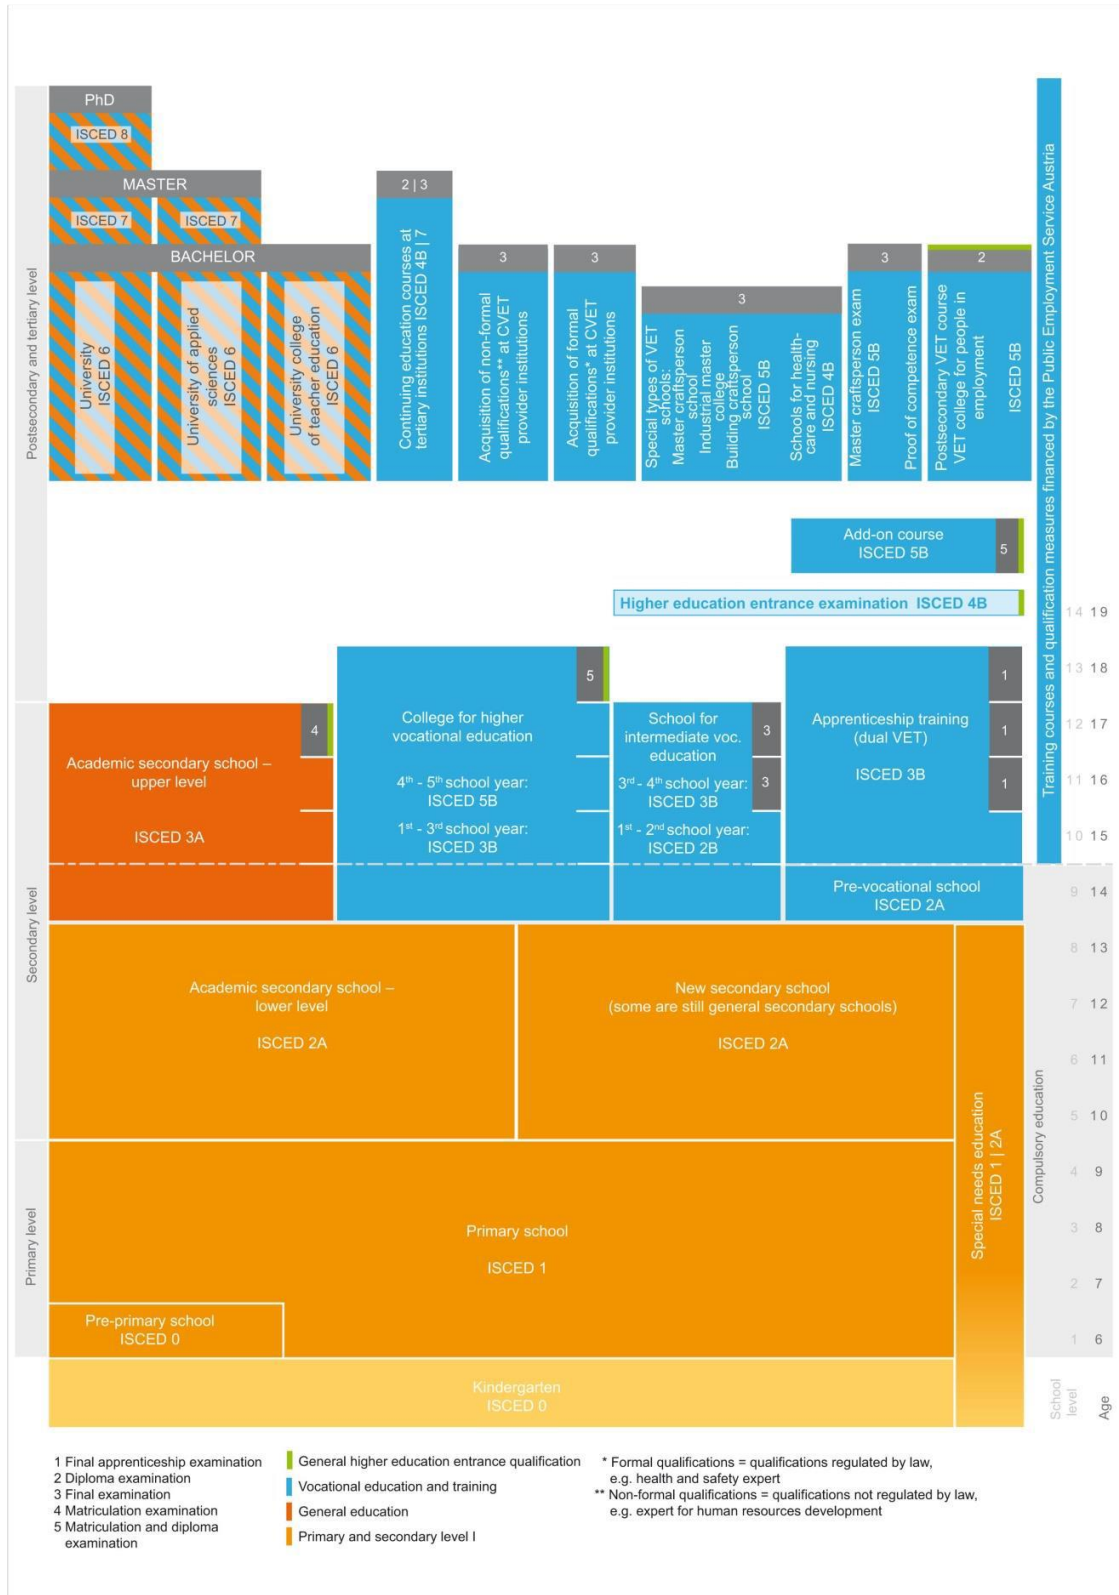 PhD
ISCED 8
MASTER
ISCED 7
ISCED 7
BACHELOR
University
ISCED 6
University of applied
sciences
ISCED 6
University college
of teacher education
ISCED 6
2 | 3
Continuing education courses at
tertiary institutions ISCED 4B | 7
3
Acquisition of non-formal
qualifications** at CVET
provider institutions
3
Acquisition of formal
qualifications* at CVET
provider institutions
3
Special types of VET
schools:
Master craftsperson
school
Industrial master
college
Building craftsperson
school
ISCED 5B
Schools for health-
care and nursing
ISCED 4B
3
Master craftsperson exam
ISCED 5B
Proof of competence exam
2
Postsecondary VET course
VET college for people in
employment
ISCED 5B
Training courses and qualification measures financed by the Public Employment Service Austria
Postsecondary and tertiary level
Add-on course
ISCED 5B
5
Higher education entrance examination ISCED 4B
14 19
13 18
12 17
11 16
10 15
9 14
8 13
7 12
6 11
5 10
4 9
3 8
2 7
1 6
School
level
Age
Compulsory education
Secondary level
Academic secondary school –
upper level
ISCED 3A
4
College for higher
vocational education
4th - 5th school year:
ISCED 5B
1st - 3rd school year:
ISCED 3B
5
School for
intermediate voc.
education
3rd - 4th school year:
ISCED 3B
1st - 2nd school year:
ISCED 2B
3
3
Apprenticeship training
(dual VET)
ISCED 3B
1
1
1
Pre-vocational school
ISCED 2A
Academic secondary school –
lower level
ISCED 2A
New secondary school
(some are still general secondary schools)
ISCED 2A
Special needs education
ISCED 1 | 2A
Primary level
Primary school
ISCED 1
Pre-primary school
ISCED 0
Kindergarten
ISCED 0
1 Final apprenticeship examination
2 Diploma examination
3 Final examination
4 Matriculation examination
5 Matriculation and diploma
examination
General higher education entrance qualification
Vocational education and training
General education
Primary and secondary level I
* Formal qualifications = qualifications regulated by law,
e.g. health and safety expert
** Non-formal qualifications = qualifications not regulated by law,
e.g. expert for human resources development